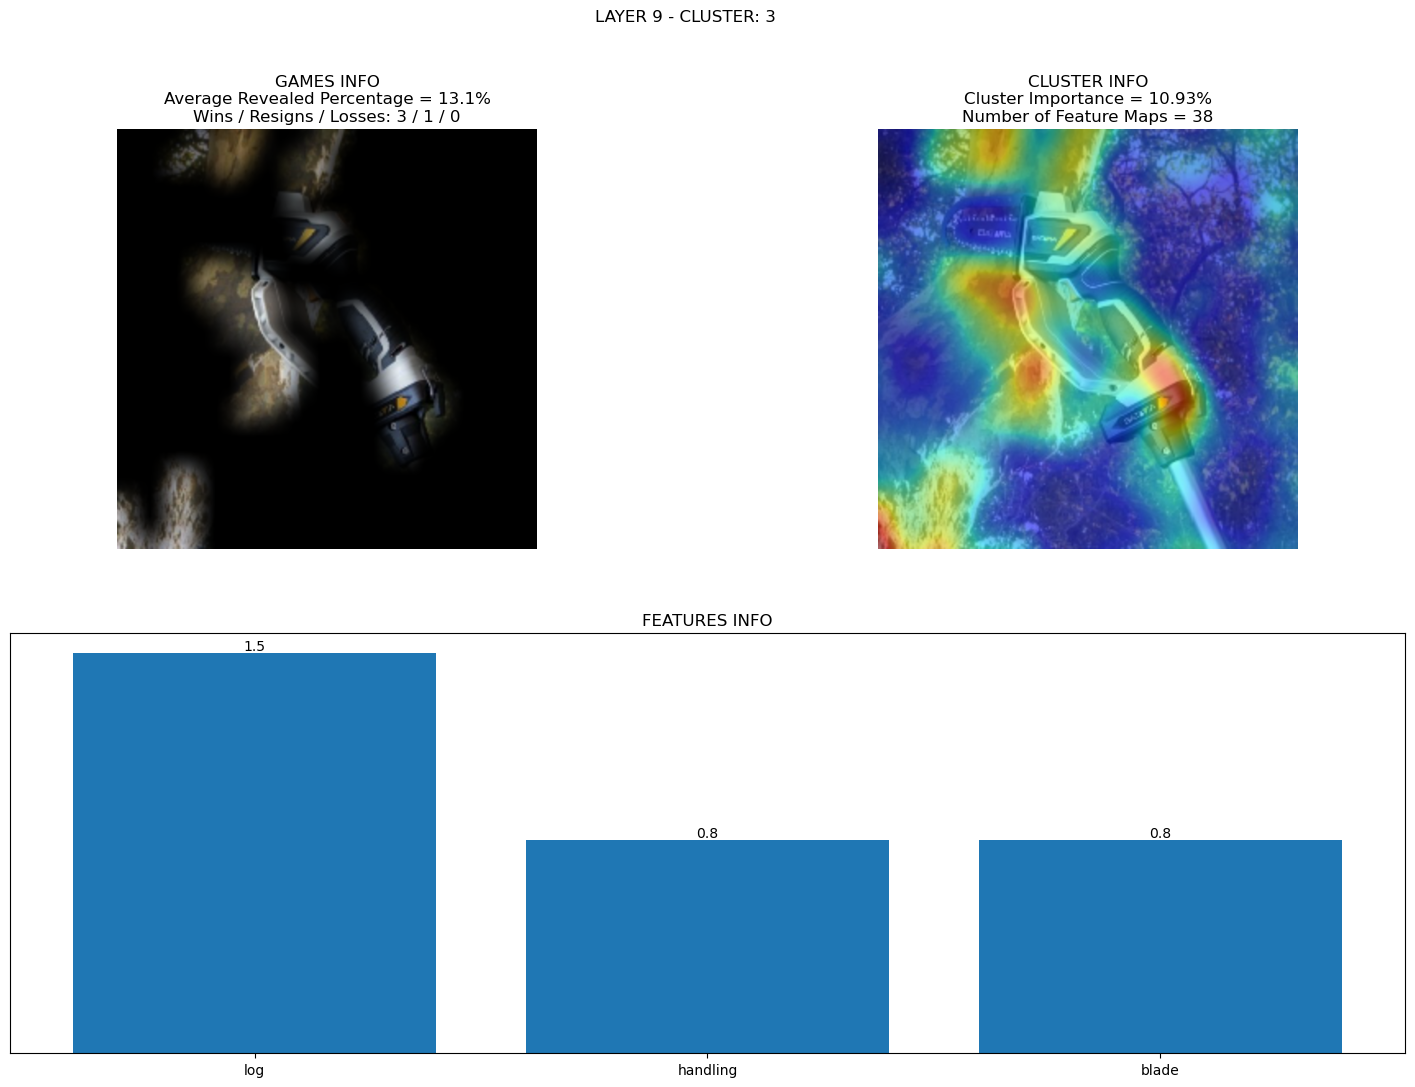 LAYER 9 - CLUSTER: 3
GAMES INFO
Average Revealed Percentage = 13.1%
Wins / Resigns / Losses: 3 / 1 / 0
CLUSTER INFO
Cluster Importance = 10.93%
Number of Feature Maps = 38
FEATURES INFO
1.5
0.8
0.8
log
handling
blade